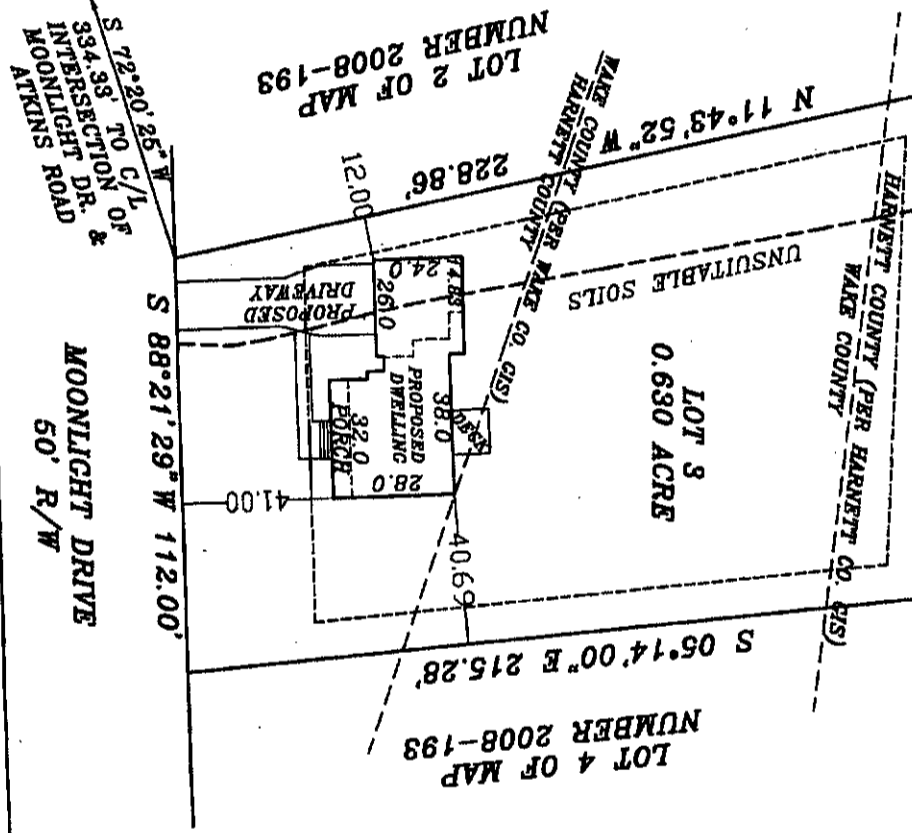 S 72°20'25" W
334.33' TO C/L
INTERSECTION OF
MOONLIGHT DR. &
ATKINS ROAD
LOT 2 OF MAP
NUMBER 2008-193
N 11°43'52" W
228.86'
WAKE COUNTY (PER WAKE CO. GIS)
HARNETT COUNTY
HARNETT COUNTY (PER HARNETT CO. GIS)
WAKE COUNTY
UNSUITABLE SOILS
12.00
24.0
14.83
26.0
PROPOSED
DRIVEWAY
PROPOSED
DWELLING
38.0
32.0
PORCH
28.0
41.00
40.69
LOT 3
0.630 ACRE
S 88°21'29" W 112.00'
MOONLIGHT DRIVE
50' R/W
S 05°14'00" E 215.28'
LOT 4 OF MAP
NUMBER 2008-193